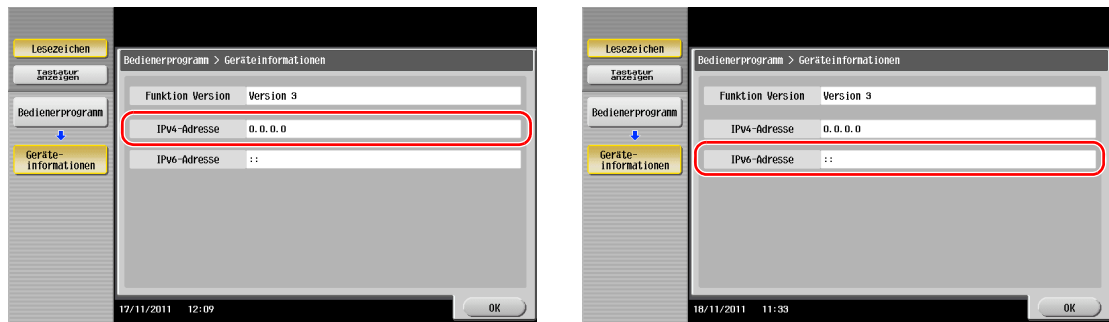 Lesezeichen
Tastatur
anzeigen
Bedienerprogramm
Geräte-
informationen
Bedienerprogramm > Geräteinformationen
Funktion Version Version 3
IPv4-Adresse 0.0.0.0
IPv6-Adresse ::
17/11/2011 12:09 OK
Lesezeichen
Tastatur
anzeigen
Bedienerprogramm
Geräte-
informationen
Bedienerprogramm > Geräteinformationen
Funktion Version Version 3
IPv4-Adresse 0.0.0.0
IPv6-Adresse ::
18/11/2011 11:33 OK